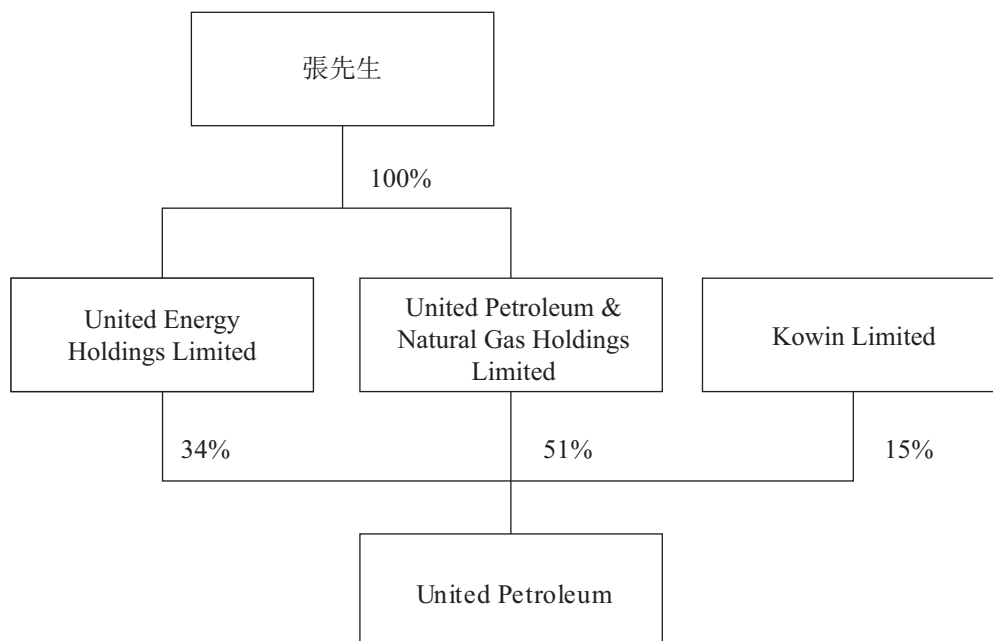 張先生
100%
United Energy
Holdings Limited
United Petroleum &
Natural Gas Holdings
Limited
Kowin Limited
34%
51%
15%
United Petroleum